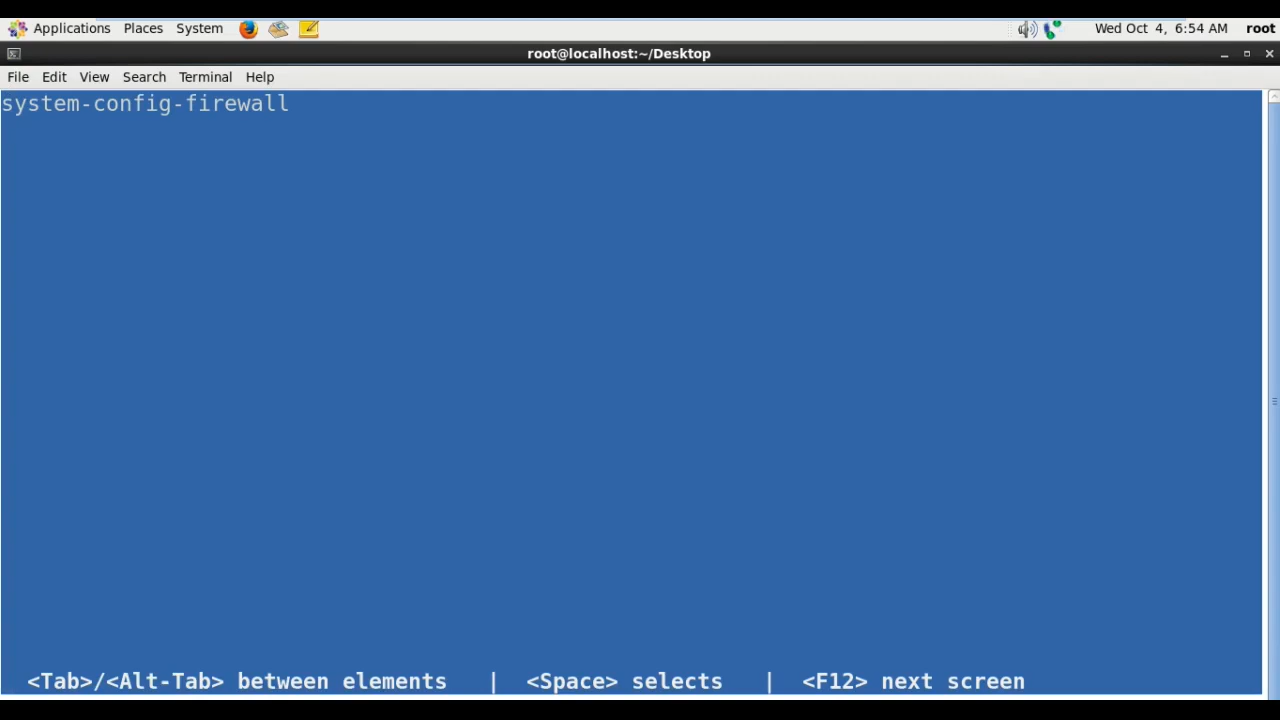 Applications Places System Wed Oct 4, 6:54 AM root
root@localhost:~/Desktop
File Edit View Search Terminal Help
system-config-firewall
<Tab>/<Alt-Tab> between elements | <Space> selects | <F12> next screen